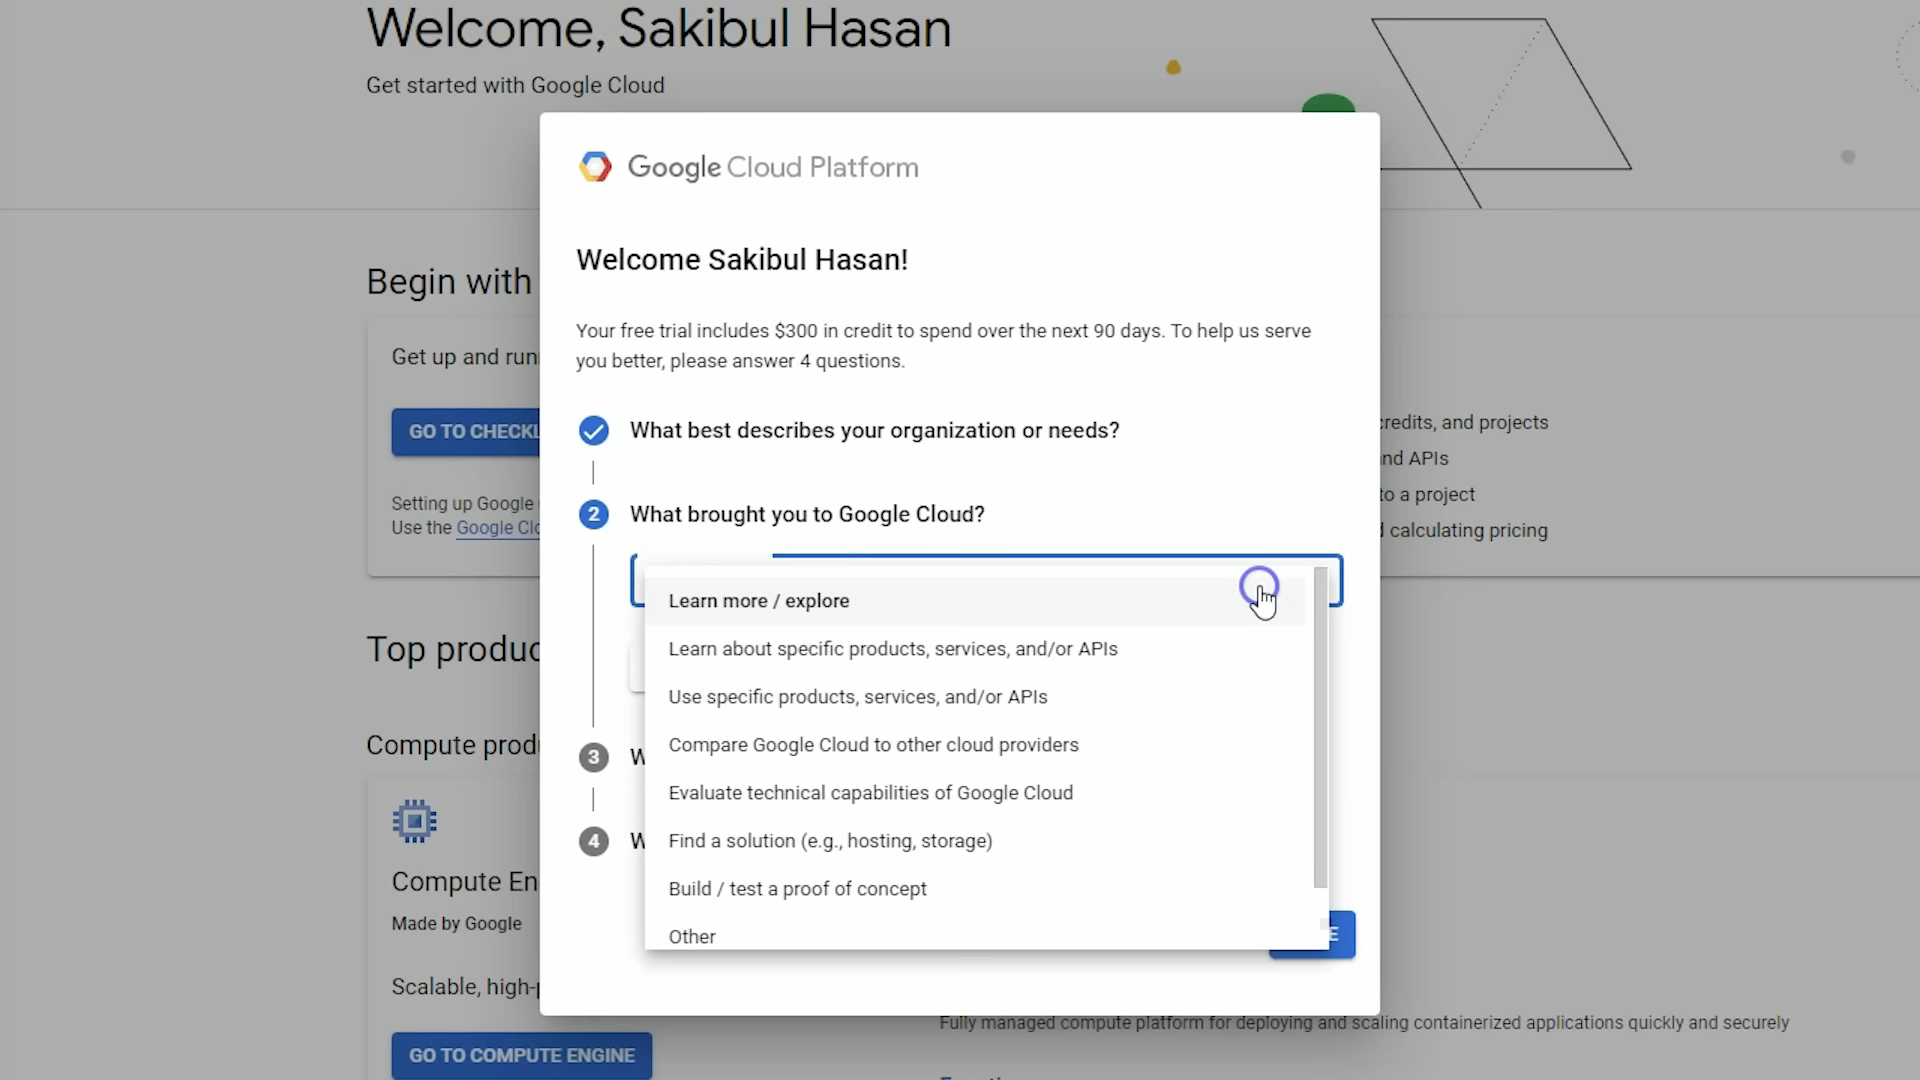 Welcome, Sakibul Hasan
Get started with Google Cloud
Google Cloud Platform
Welcome Sakibul Hasan!
Your free trial includes $300 in credit to spend over the next 90 days. To help us serve
you better, please answer 4 questions.
What best describes your organization or needs?
2 What brought you to Google Cloud?
Learn more / explore
Learn about specific products, services, and/or APIs
Use specific products, services, and/or APIs
Compare Google Cloud to other cloud providers
Evaluate technical capabilities of Google Cloud
Find a solution (e.g., hosting, storage)
Build / test a proof of concept
Other
3 W
4 W
E
Begin with
Get up and run
GO TO CHECKL
Setting up Google
Use the Google Clo
credits, and projects
and APIs
to a project
calculating pricing
Top produc
Compute prod
Compute En
Made by Google
Scalable, high-
GO TO COMPUTE ENGINE
Fully managed compute platform for deploying and scaling containerized applications quickly and securely